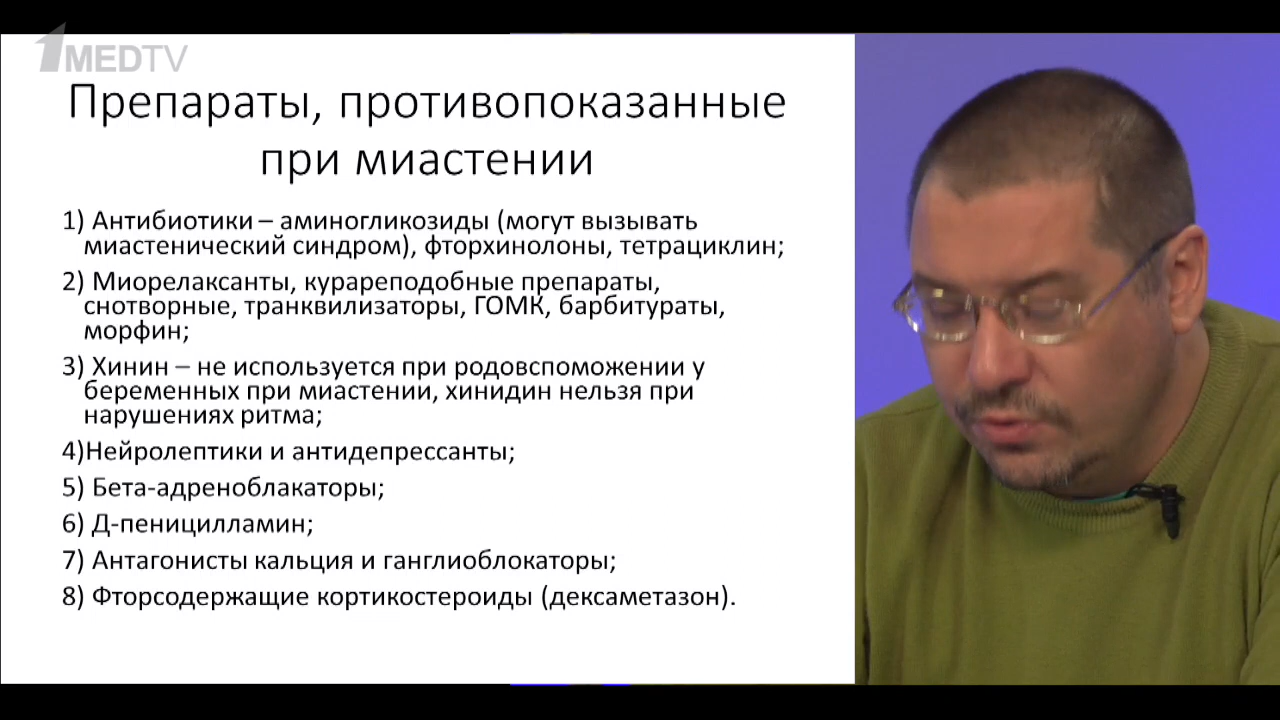 1MEDTV
Препараты, противопоказанные
при миастении
1) Антибиотики – аминогликозиды (могут вызывать
миастенический синдром), фторхинолоны, тетрациклин;
2) Миорелаксанты, курареподобные препараты,
снотворные, транквилизаторы, ГОМК, барбитураты,
морфин;
3) Хинин – не используется при родовспоможении у
беременных при миастении, хинидин нельзя при
нарушениях ритма;
4)Нейролептики и антидепрессанты;
5) Бета-адреноблакаторы;
6) Д-пеницилламин;
7) Антагонисты кальция и ганглиоблокаторы;
8) Фторсодержащие кортикостероиды (дексаметазон).